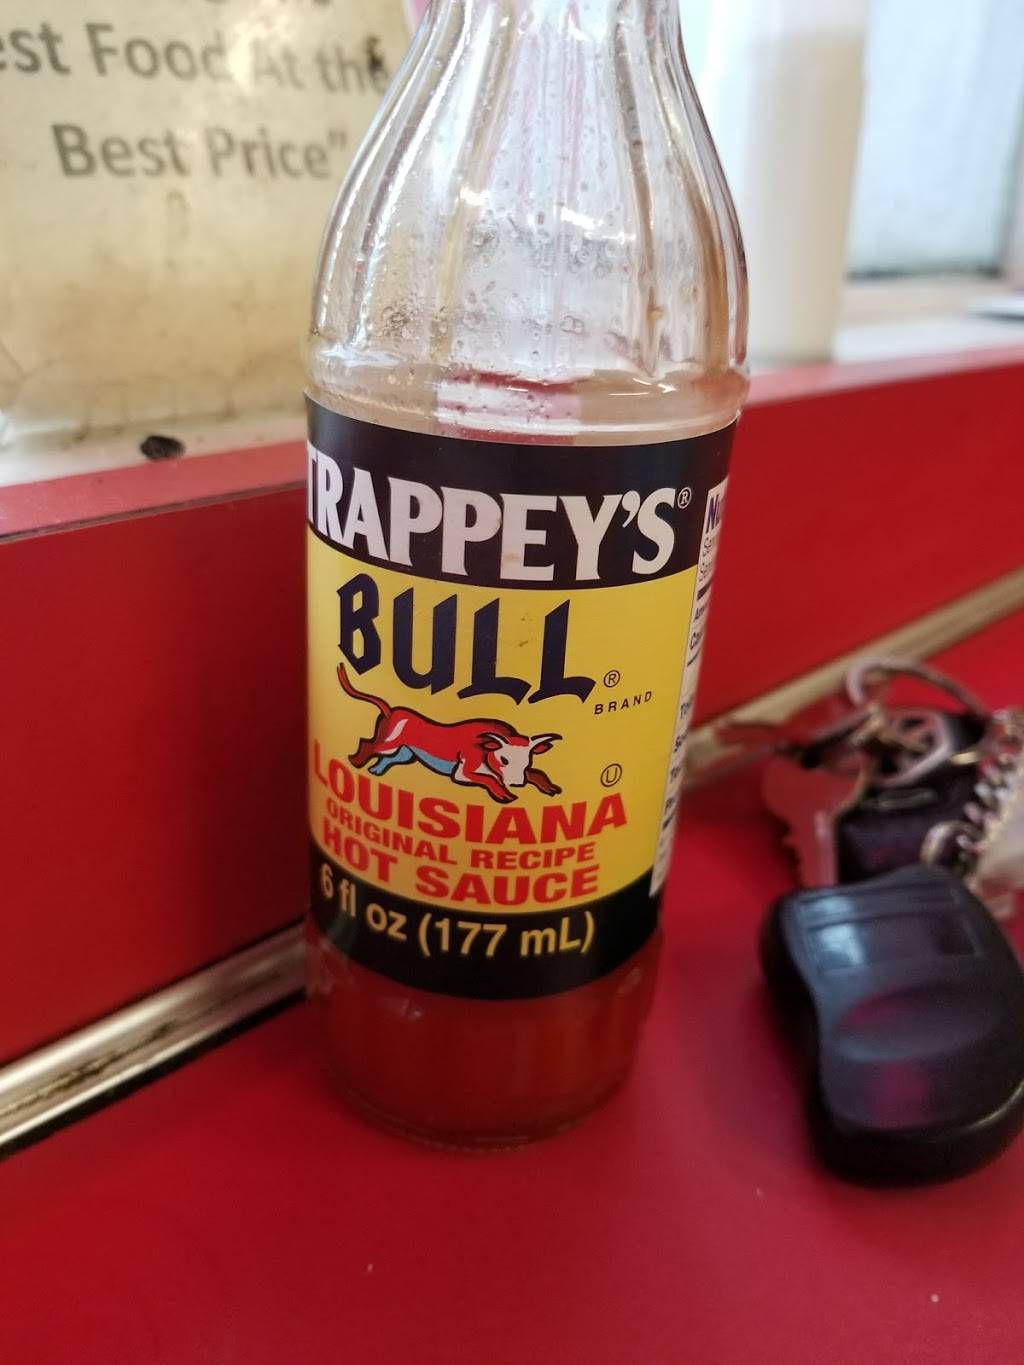 est Food At the
Best Price"
TRAPPEY'S®
BULL®
BRAND
U
LOUISIANA
ORIGINAL RECIPE
HOT SAUCE
6 fl oz (177 mL)